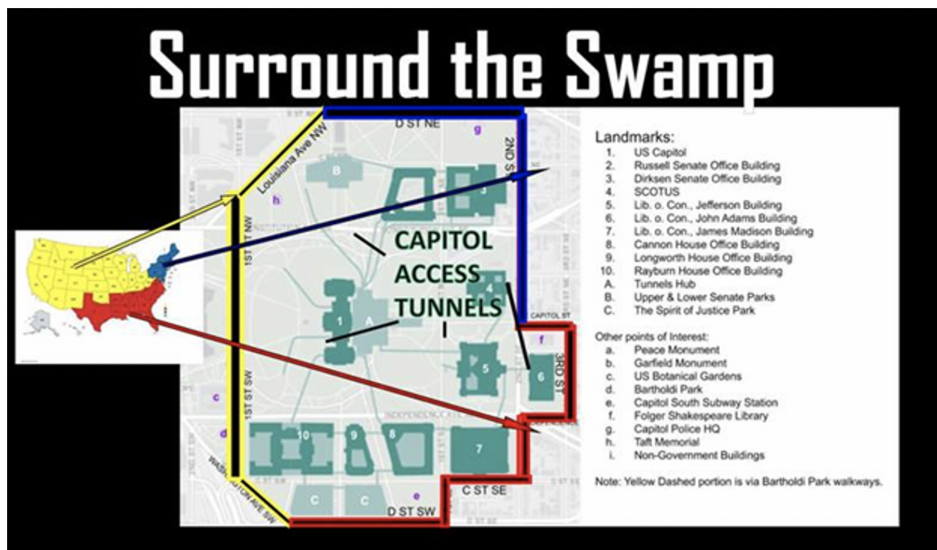 Surround the Swamp
D ST NE
Louisiana Ave NW
g
2ND S
B
3
h
1ST ST NW
CAPITOL
ACCESS
TUNNELS
4
1
A
CAPITOL ST
f
3RD ST
5
6
1ST ST SW
c
INDEPENDENCE AVE
d
10
9
8
7
WASHINGTON AVE SW
C
C
e
C ST SE
D ST SW
D ST SE
Landmarks:
1. US Capitol
2. Russell Senate Office Building
3. Dirksen Senate Office Building
4. SCOTUS
5. Lib. o. Con., Jefferson Building
6. Lib. o. Con., John Adams Building
7. Lib. o. Con., James Madison Building
8. Cannon House Office Building
9. Longworth House Office Building
10. Rayburn House Office Building
A. Tunnels Hub
B. Upper & Lower Senate Parks
C. The Spirit of Justice Park
Other points of Interest:
a. Peace Monument
b. Garfield Monument
c. US Botanical Gardens
d. Bartholdi Park
e. Capitol South Subway Station
f. Folger Shakespeare Library
g. Capitol Police HQ
h. Taft Memorial
i. Non-Government Buildings
Note: Yellow Dashed portion is via Bartholdi Park walkways.